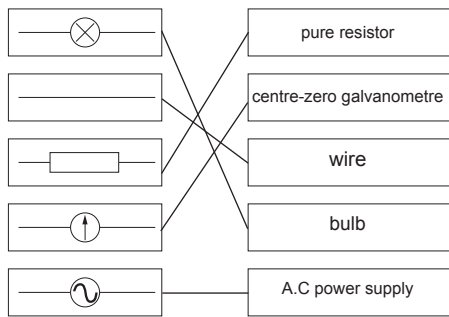 pure resistor
centre-zero galvanometre
wire
bulb
A.C power supply